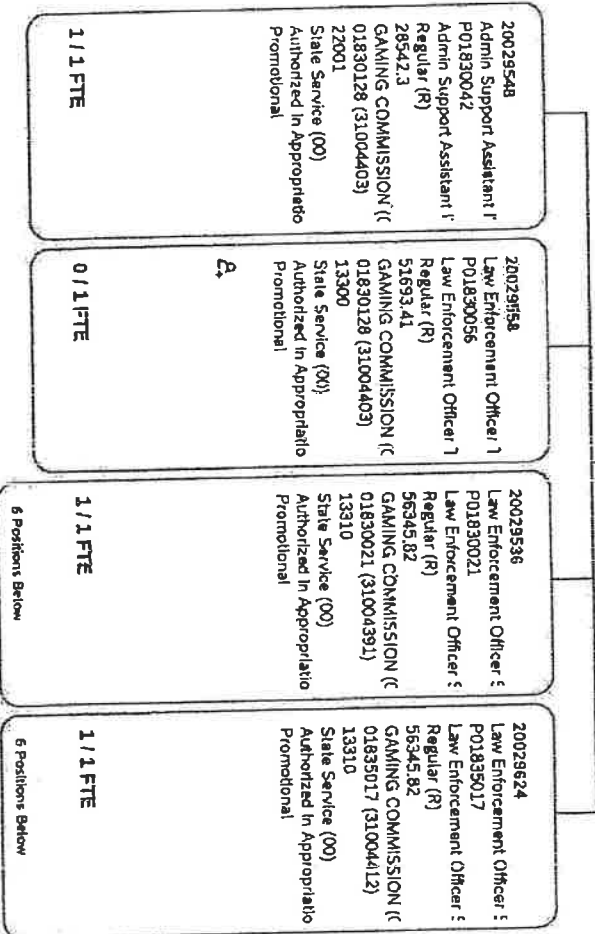 20029548
Admin Support Assistant I'
P01830042
Admin Support Assistant I'
Regular (R)
28542.3
GAMING COMMISSION (C
01830128 (31004403)
22001
State Service (00)
Authorized In Appropriatio
Promotional
1 / 1 FTE
20029558
Law Enforcement Officer 1
P01830056
Law Enforcement Officer 1
Regular (R)
51693.41
GAMING COMMISSION (C
01830128 (31004403)
13300
State Service (00)
Authorized In Appropriatio
Promotional
0 / 1 FTE
20029536
Law Enforcement Officer S
P01830021
Law Enforcement Officer S
Regular (R)
56345.82
GAMING COMMISSION (C
01830021 (31004391)
13310
State Service (00)
Authorized In Appropriatio
Promotional
1 / 1 FTE
6 Positions Below
20029624
Law Enforcement Officer S
P01835017
Law Enforcement Officer S
Regular (R)
56345.82
GAMING COMMISSION (C
01835017 (31004412)
13310
State Service (00)
Authorized In Appropriatio
Promotional
1 / 1 FTE
6 Positions Below